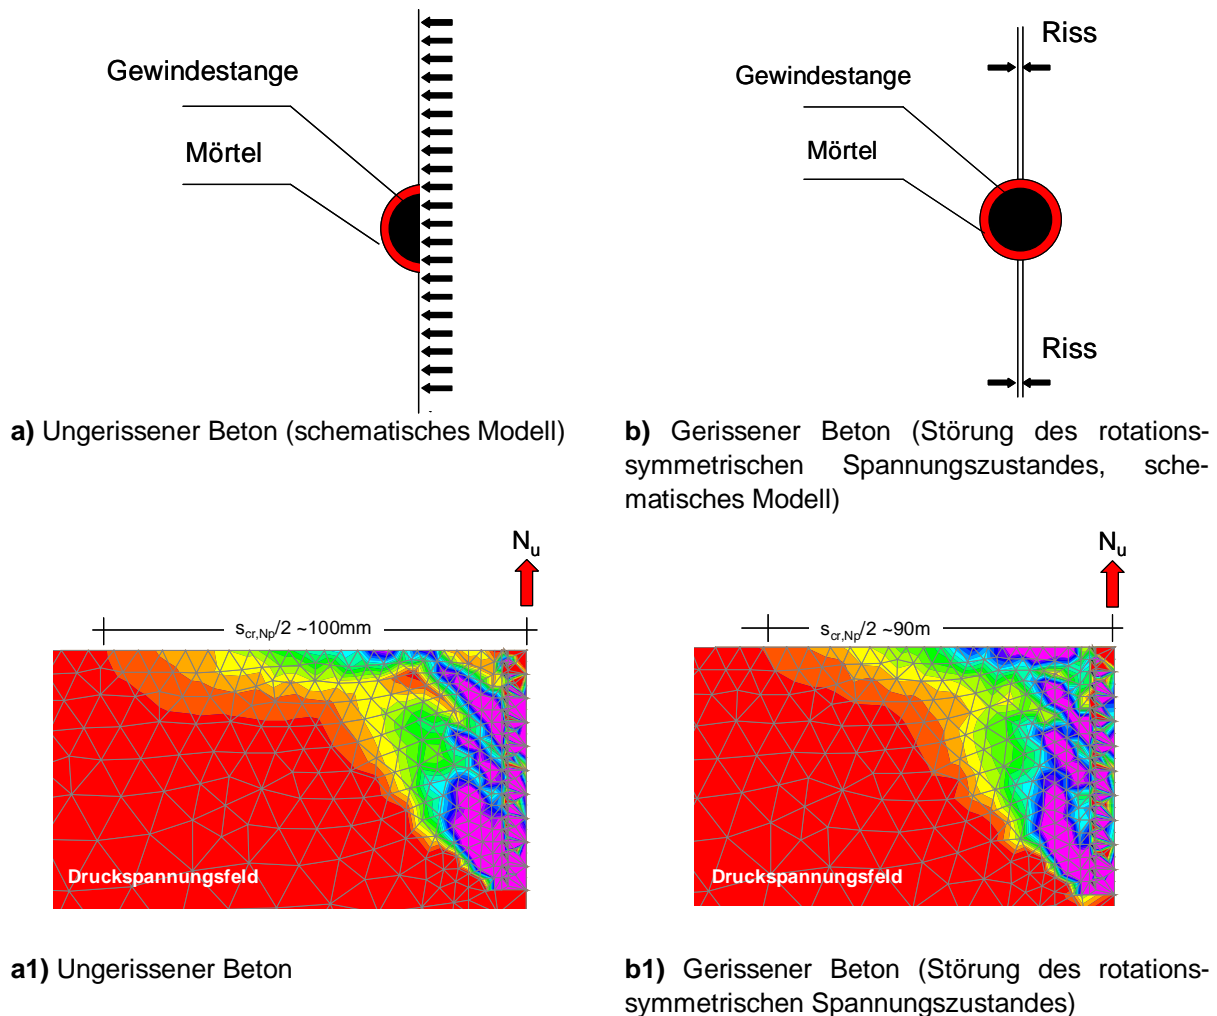 Gewindestange
Mörtel
Riss
Gewindestange
Mörtel
Riss
a) Ungerissener Beton (schematisches Modell)
b) Gerissener Beton (Störung des rotations-
symmetrischen Spannungszustandes, sche-
matisches Modell)
Nu
scr,Np/2 ~100mm
Druckspannungsfeld
Nu
scr,Np/2 ~90m
Druckspannungsfeld
a1) Ungerissener Beton
b1) Gerissener Beton (Störung des rotations-
symmetrischen Spannungszustandes)